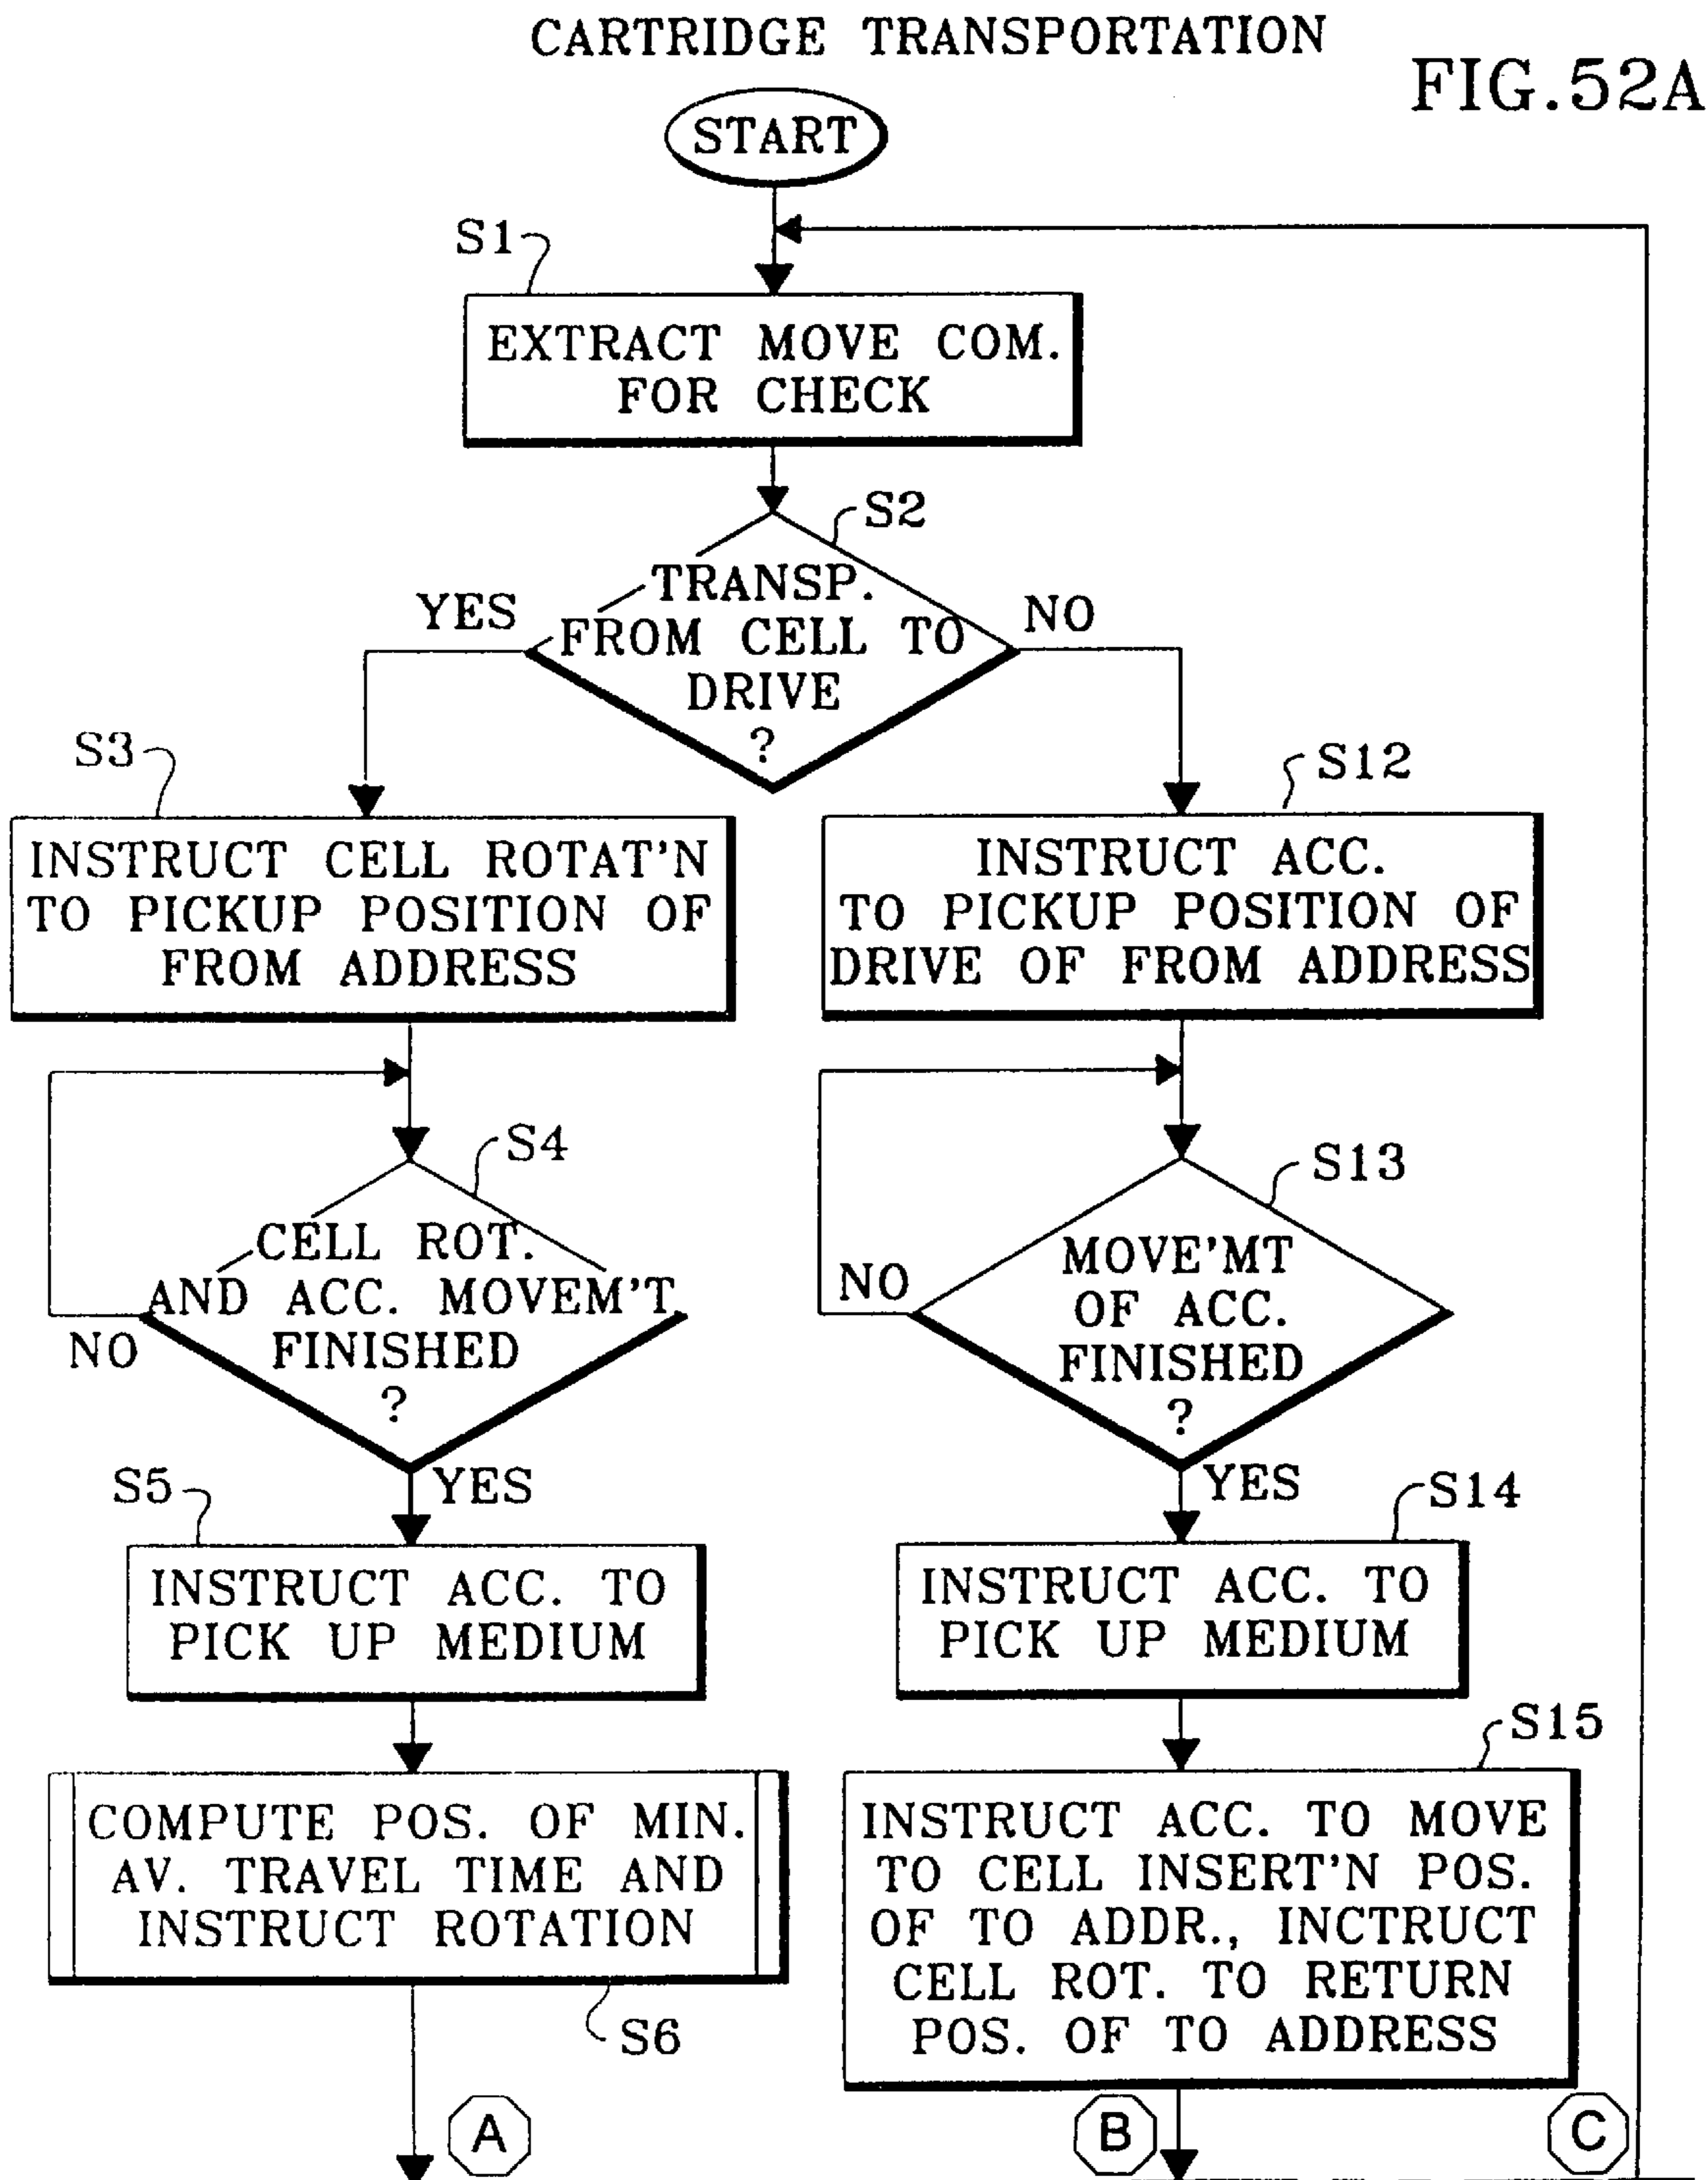 CARTRIDGE TRANSPORTATION
FIG.52A
START
S1
EXTRACT MOVE COM.
FOR CHECK
S2
TRANSP.
FROM CELL TO
DRIVE
?
YES
NO
S3
INSTRUCT CELL ROTAT'N
TO PICKUP POSITION OF
FROM ADDRESS
S12
INSTRUCT ACC.
TO PICKUP POSITION OF
DRIVE OF FROM ADDRESS
S4
CELL ROT.
AND ACC. MOVEM'T
FINISHED
?
NO
YES
S13
MOVE'MT
OF ACC.
FINISHED
?
NO
YES
S5
INSTRUCT ACC. TO
PICK UP MEDIUM
S14
INSTRUCT ACC. TO
PICK UP MEDIUM
COMPUTE POS. OF MIN.
AV. TRAVEL TIME AND
INSTRUCT ROTATION
S6
S15
INSTRUCT ACC. TO MOVE
TO CELL INSERT'N POS.
OF TO ADDR., INCTRUCT
CELL ROT. TO RETURN
POS. OF TO ADDRESS
A
B
C